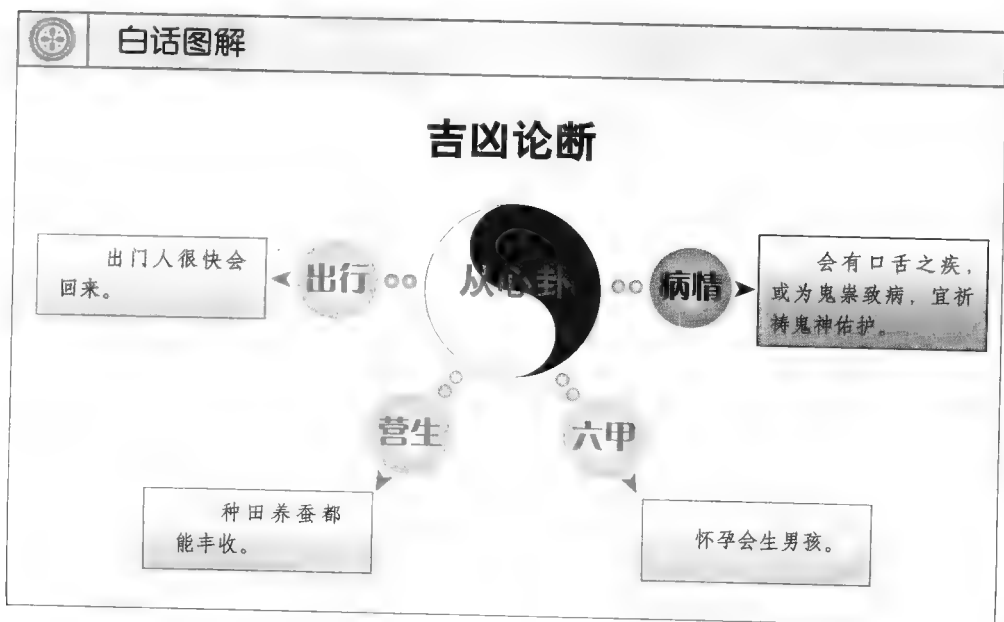 白话图解
吉凶论断
出门人很快会
回来。
出行
从心卦
病情
会有口舌之疾，
或为鬼祟致病，宜祈
祷鬼神佑护。
营生
六甲
种田养蚕都
能丰收。
怀孕会生男孩。